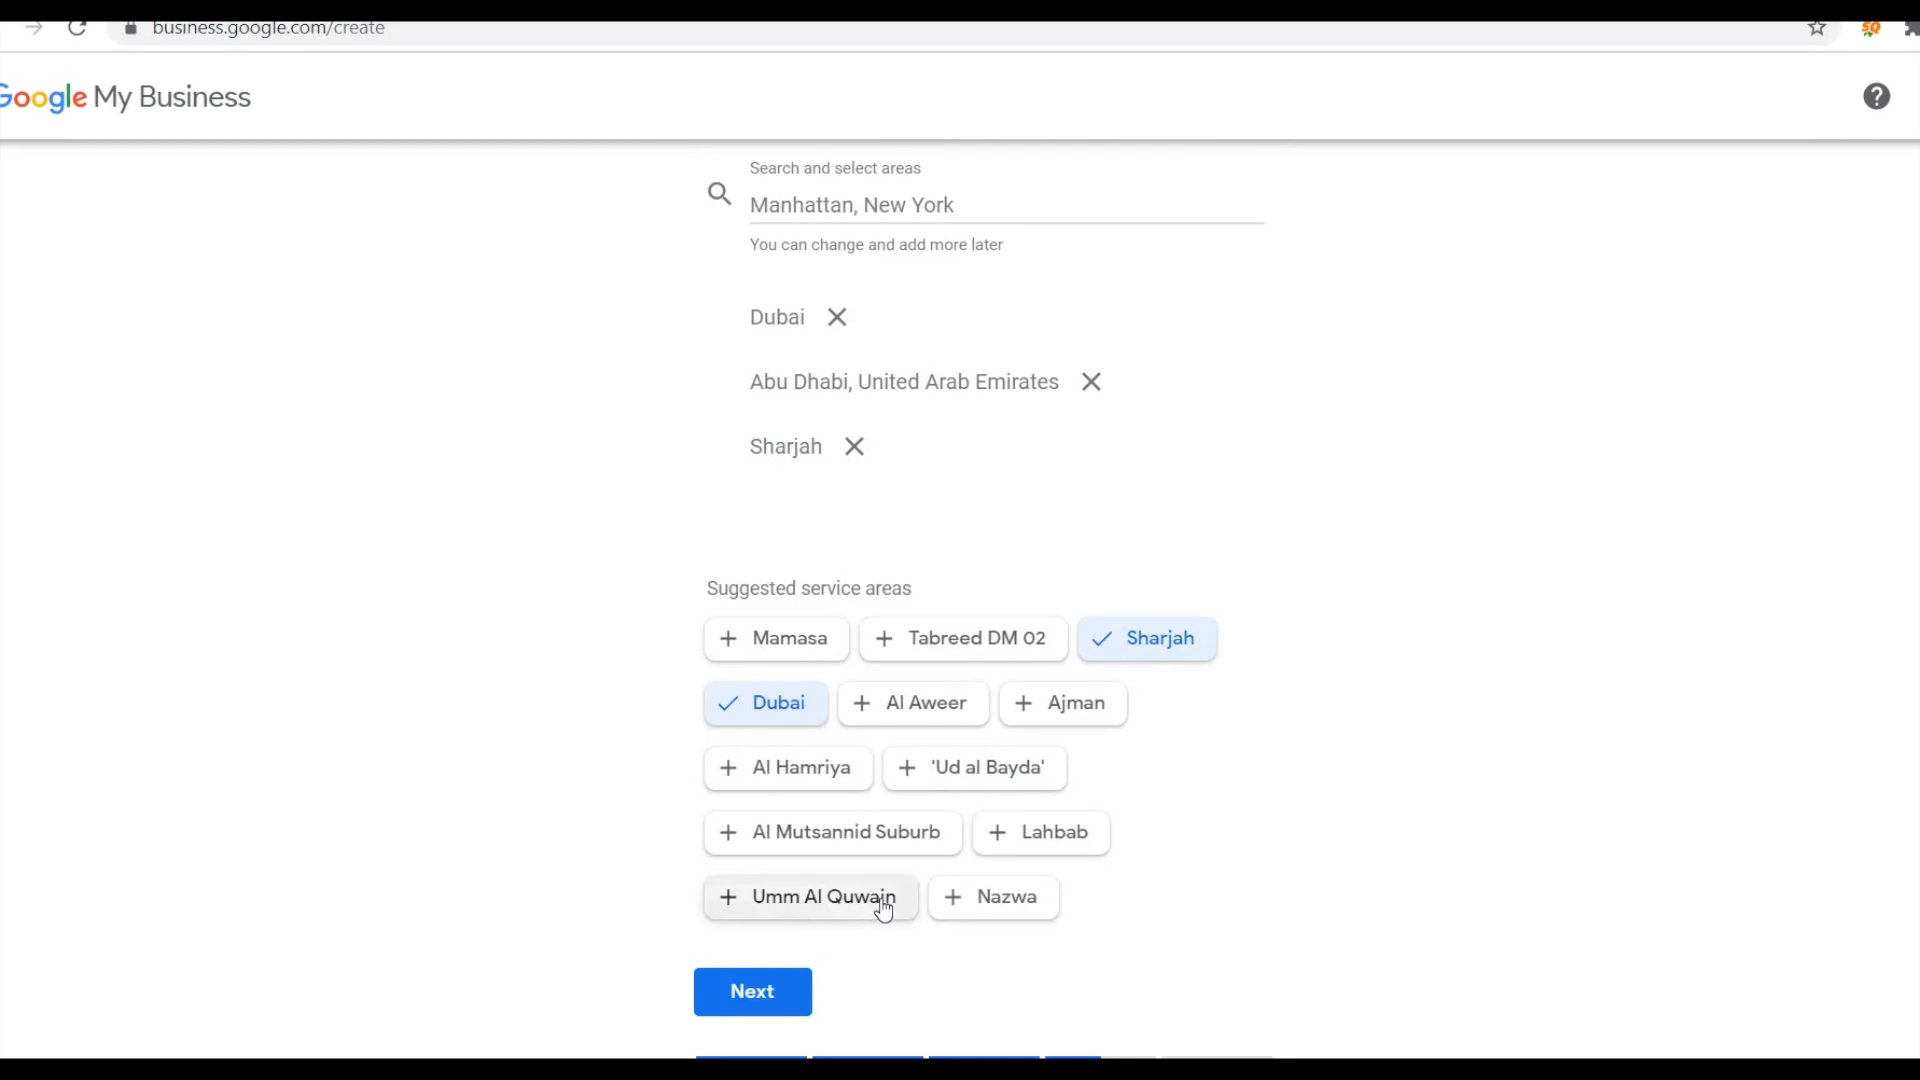 business.google.com/create
SQ
Google My Business
Search and select areas
Manhattan, New York
You can change and add more later
Dubai
Abu Dhabi, United Arab Emirates
Sharjah
Suggested service areas
Mamasa Tabreed DM 02 Sharjah
Dubai Al Aweer Ajman
Al Hamriya 'Ud al Bayda'
Al Mutsannid Suburb Lahbab
Umm Al Quwain Nazwa
Next